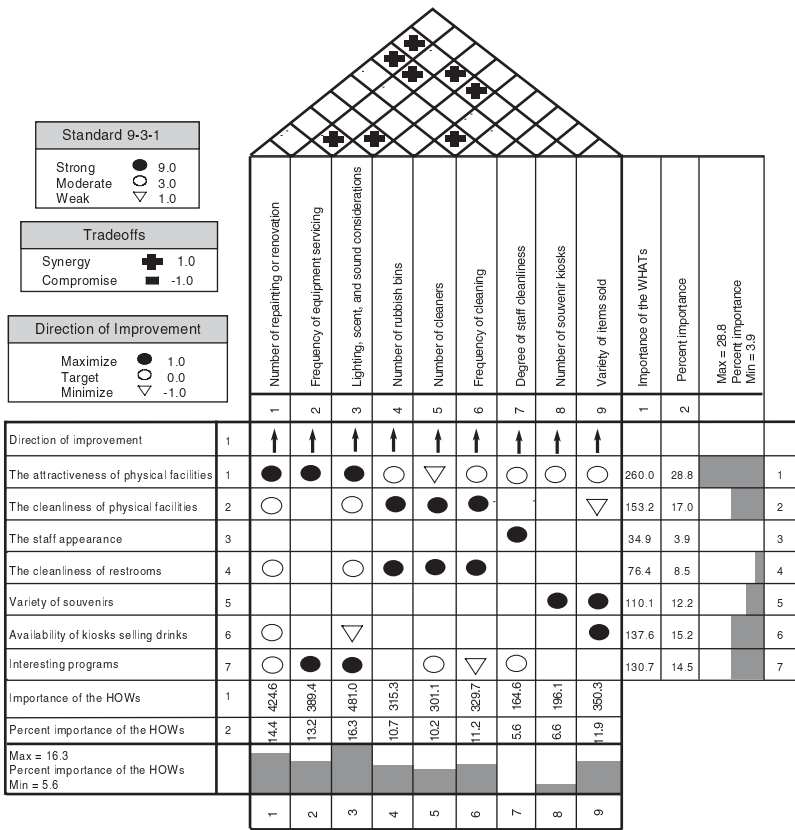 Standard 9-3-1
Strong 9.0
Moderate 3.0
Weak 1.0
Tradeoffs
Synergy 1.0
Compromise -1.0
Direction of Improvement
Maximize 1.0
Target 0.0
Minimize -1.0
Number of repainting or renovation
Frequency of equipment servicing
Lighting, scent, and sound considerations
Number of rubbish bins
Number of cleaners
Frequency of cleaning
Degree of staff cleanliness
Number of souvenir kiosks
Variety of items sold
Importance of the WHATs
Percent importance
Max = 28.8
Percent importance
Min = 3.9
1 2 3 4 5 6 7 8 9 1 2
Direction of improvement 1
The attractiveness of physical facilities 1 260.0 28.8 1
The cleanliness of physical facilities 2 153.2 17.0 2
The staff appearance 3 34.9 3.9 3
The cleanliness of restrooms 4 76.4 8.5 4
Variety of souvenirs 5 110.1 12.2 5
Availability of kiosks selling drinks 6 137.6 15.2 6
Interesting programs 7 130.7 14.5 7
Importance of the HOWs 1 424.6 389.4 481.0 315.3 301.1 329.7 164.6 196.1 350.3
Percent importance of the HOWs 2 14.4 13.2 16.3 10.7 10.2 11.2 5.6 6.6 11.9
Max = 16.3
Percent importance of the HOWs
Min = 5.6
1 2 3 4 5 6 7 8 9